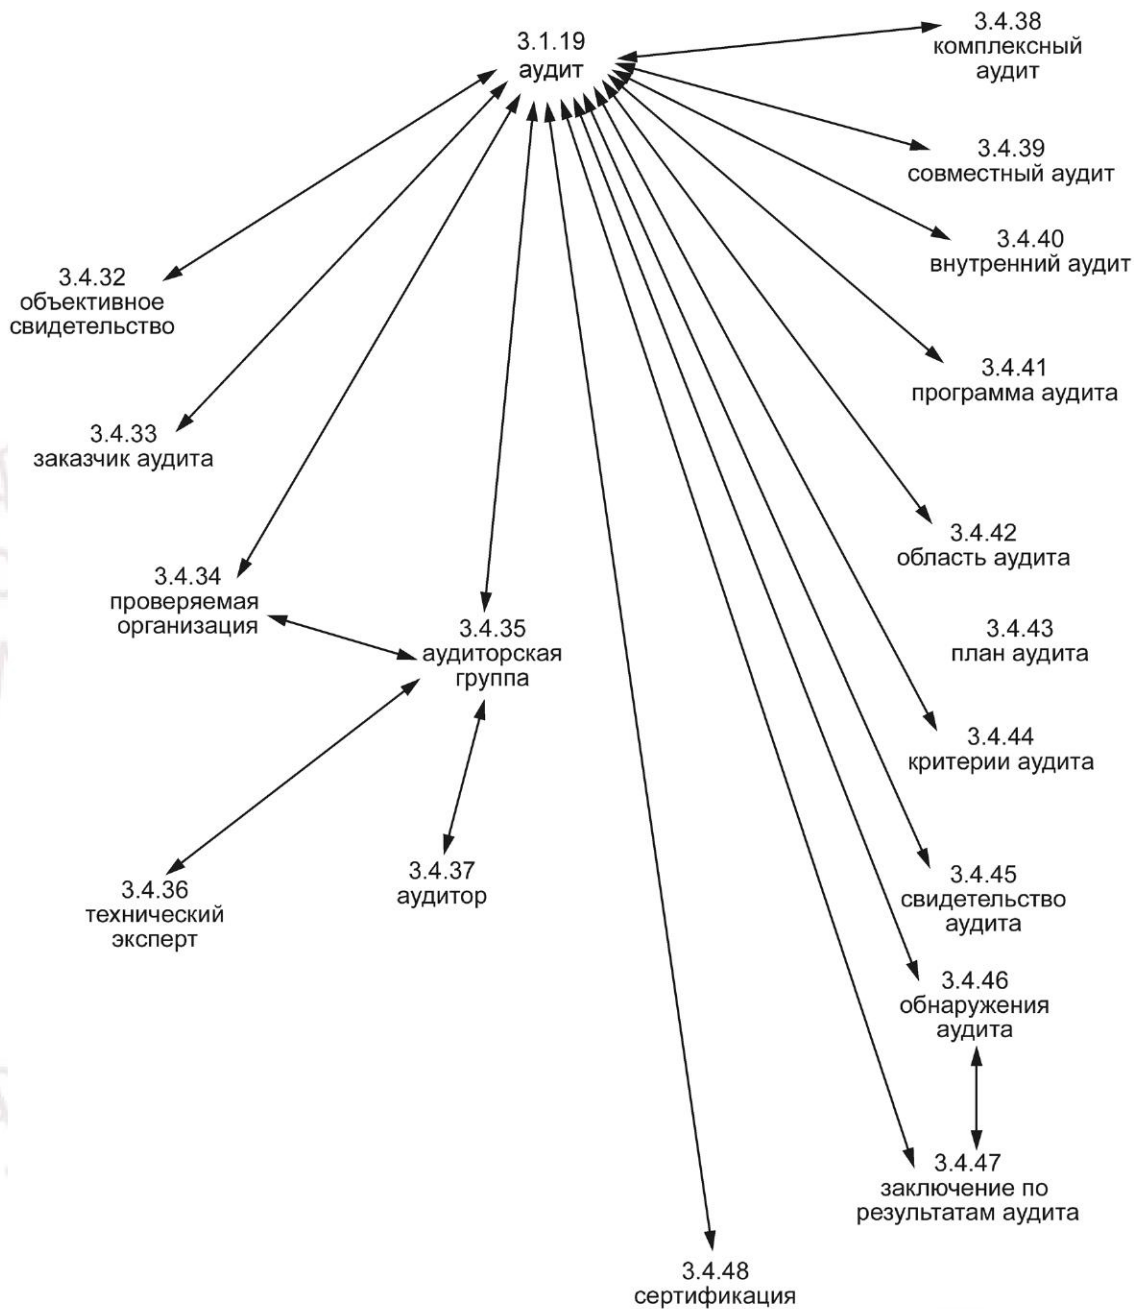 3.1.19
аудит
3.4.38
комплексный
аудит
3.4.39
совместный аудит
3.4.40
внутренний аудит
3.4.32
объективное
свидетельство
3.4.41
программа аудита
3.4.33
заказчик аудита
3.4.42
область аудита
3.4.34
проверяемая
организация
3.4.35
аудиторская
группа
3.4.43
план аудита
3.4.44
критерии аудита
3.4.36
технический
эксперт
3.4.37
аудитор
3.4.45
свидетельство
аудита
3.4.46
обнаружения
аудита
3.4.47
заключение по
результатам аудита
3.4.48
сертификация